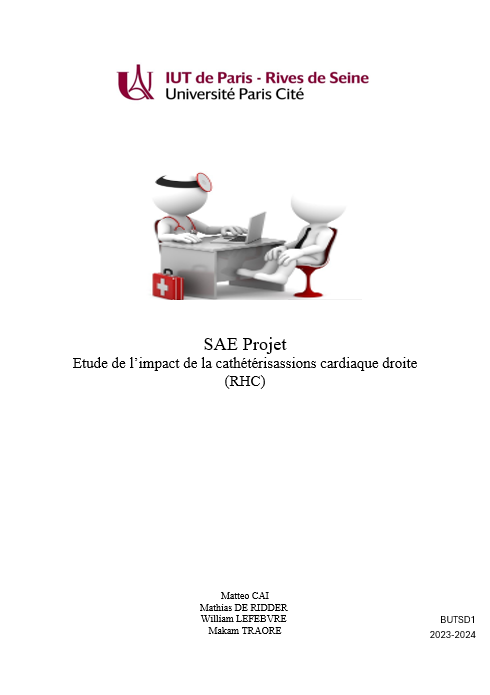 IUT de Paris - Rives de Seine
Université Paris Cité
SAE Projet
Etude de l’impact de la cathétérisassions cardiaque droite
(RHC)
Matteo CAI
Mathias DE RIDDER
William LEFEBVRE
Makam TRAORE
BUTSD1
2023-2024